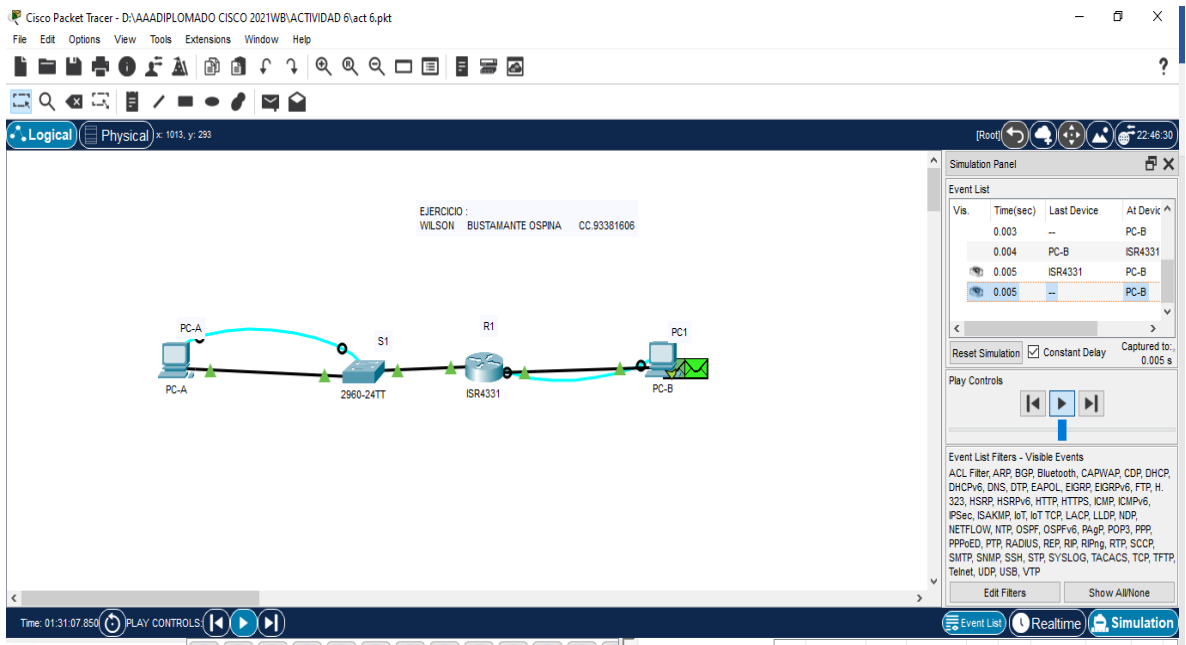 Cisco Packet Tracer - D:\AAADIPLOMADO CISCO 2021WB\ACTIVIDAD 6\act 6.pkt
File Edit Options View Tools Extensions Window Help
Logical Physical x: 1013, y: 293
[Root] 22:46:30
EJERCICIO :
WILSON BUSTAMANTE OSPINA CC.93381606
PC-A
S1
R1
PC1
PC-A
2960-24TT
ISR4331
PC-B
Simulation Panel
Event List
Vis. Time(sec) Last Device At Devic
0.003 -- PC-B
0.004 PC-B ISR4331
0.005 ISR4331 PC-B
0.005 -- PC-B
Reset Simulation Constant Delay Captured to:
0.005 s
Play Controls
Event List Filters - Visible Events
ACL Filter, ARP, BGP, Bluetooth, CAPWAP, CDP, DHCP,
DHCPv6, DNS, DTP, EAPOL, EIGRP, EIGRPv6, FTP, H.
323, HSRP, HSRPv6, HTTP, HTTPS, ICMP, ICMPv6,
IPSec, ISAKMP, IoT, IoT TCP, LACP, LLDP, NDP,
NETFLOW, NTP, OSPF, OSPFv6, PAgP, POP3, PPP,
PPPoED, PTP, RADIUS, REP, RIP, RIPng, RTP, SCCP,
SMTP, SNMP, SSH, STP, SYSLOG, TACACS, TCP, TFTP,
Telnet, UDP, USB, VTP
Edit Filters Show All/None
Time: 01:31:07.850 PLAY CONTROLS:
Event List Realtime Simulation